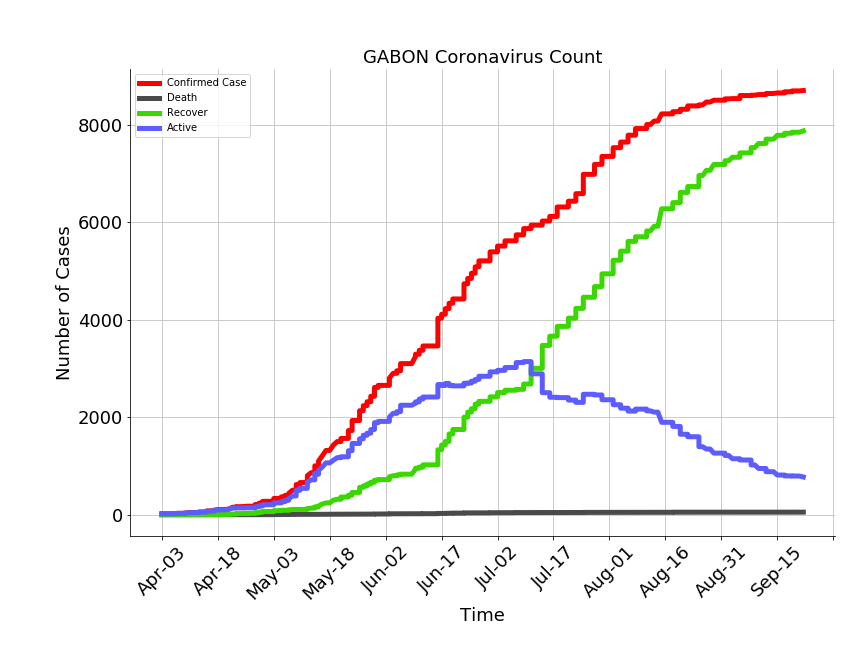 GABON Coronavirus Count
Confirmed Case
Death
Recover
Active
Number of Cases
8000
6000
4000
2000
0
Apr-03
Apr-18
May-03
May-18
Jun-02
Jun-17
Jul-02
Jul-17
Aug-01
Aug-16
Aug-31
Sep-15
Time